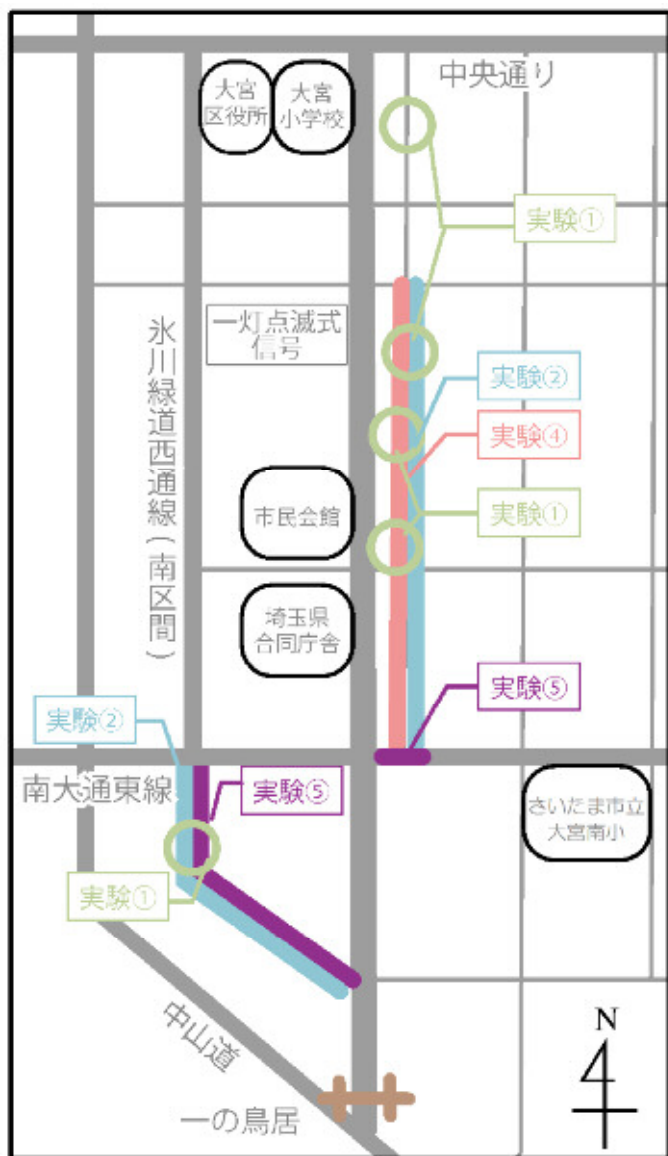 中央通り
大宮
区役所
大宮
小学校
実験①
一灯点滅式
信号
氷川緑道西通線(南区間)
実験②
実験④
実験①
市民会館
埼玉県
合同庁舎
実験⑤
実験②
南大通東線
実験⑤
さいたま市立
大宮南小
実験①
中山道
一の鳥居
N